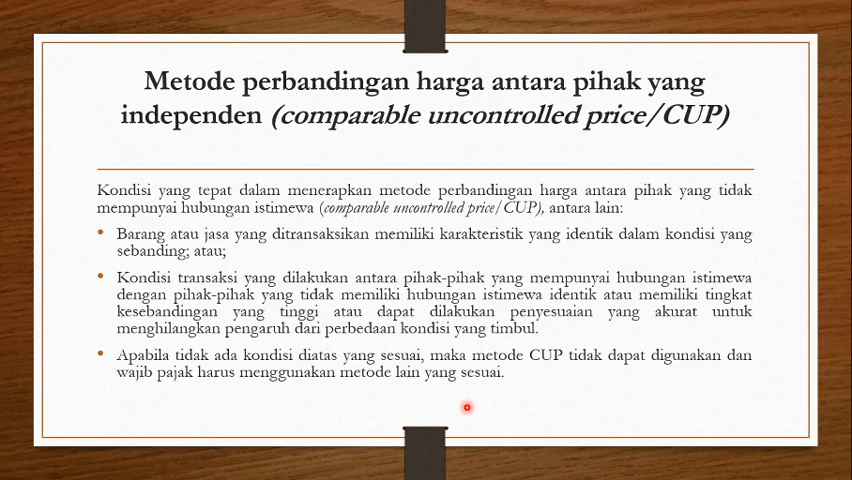 Metode perbandingan harga antara pihak yang
independen (comparable uncontrolled price/CUP)
Kondisi yang tepat dalam menerapkan metode perbandingan harga antara pihak yang tidak
mempunyai hubungan istimewa (comparable uncontrolled price/CUP), antara lain:
• Barang atau jasa yang ditransaksikan memiliki karakteristik yang identik dalam kondisi yang
sebanding; atau;
• Kondisi transaksi yang dilakukan antara pihak-pihak yang mempunyai hubungan istimewa
dengan pihak-pihak yang tidak memiliki hubungan istimewa identik atau memiliki tingkat
kesebandingan yang tinggi atau dapat dilakukan penyesuaian yang akurat untuk
menghilangkan pengaruh dari perbedaan kondisi yang timbul.
• Apabila tidak ada kondisi diatas yang sesuai, maka metode CUP tidak dapat digunakan dan
wajib pajak harus menggunakan metode lain yang sesuai.